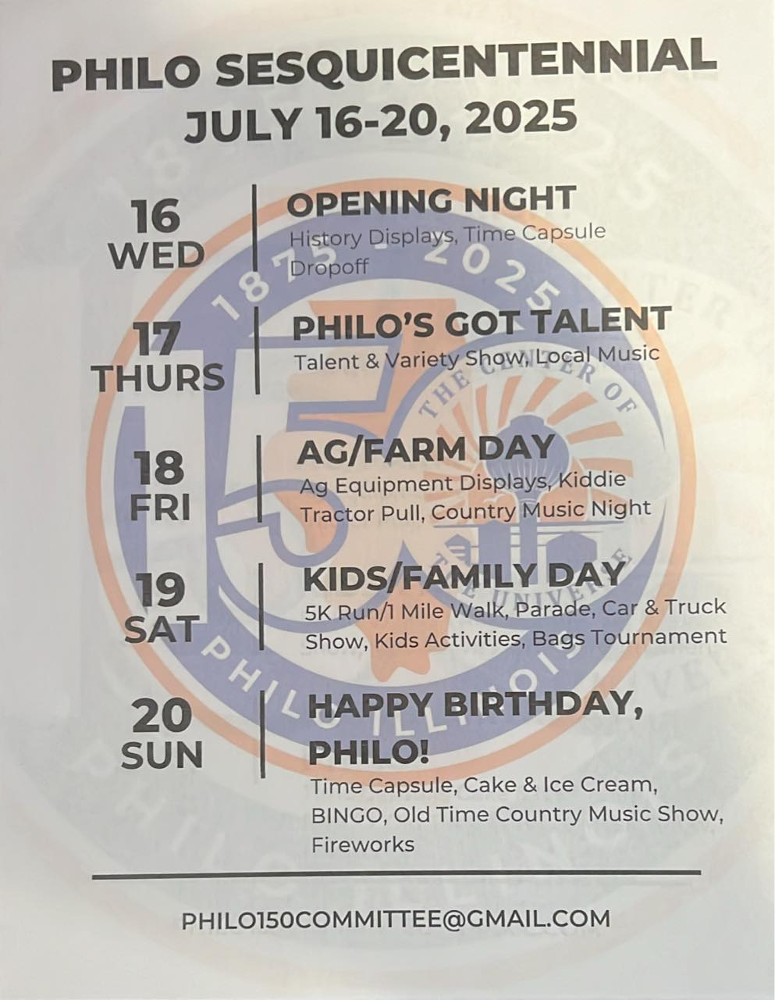 PHILO SESQUICENTENNIAL
JULY 16-20, 2025
16
WED
OPENING NIGHT
History Displays, Time Capsule
Dropoff
17
THURS
PHILO'S GOT TALENT
Talent & Variety Show, Local Music
18
FRI
AG/FARM DAY
Ag Equipment Displays, Kiddie
Tractor Pull, Country Music Night
19
SAT
KIDS/FAMILY DAY
5K Run/1 Mile Walk, Parade, Car & Truck
Show, Kids Activities, Bags Tournament
20
SUN
HAPPY BIRTHDAY,
PHILO!
Time Capsule, Cake & Ice Cream,
BINGO, Old Time Country Music Show,
Fireworks
PHILO150COMMITTEE@GMAIL.COM
1875 - 2025
150
THE CENTER OF
THE UNIVERSE
PHILO ILLINOIS